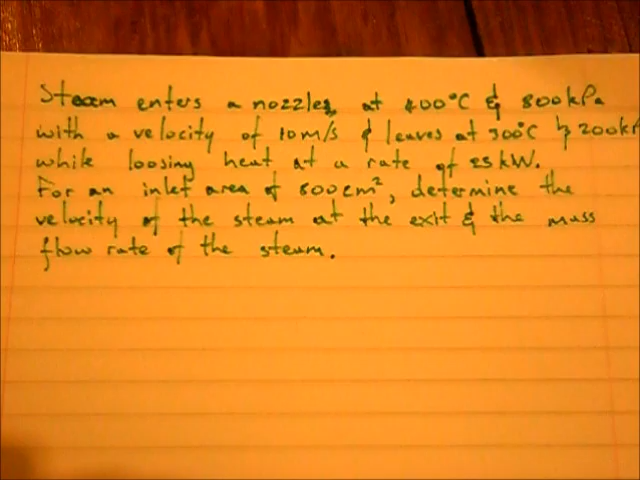 Steam enters a nozzle, at 400°C & 800kPa
with a velocity of 10m/s & leaves at 300°C & 200kP
while loosing heat at a rate of 25kW.
For an inlet area of 800cm², determine the
velocity of the steam at the exit & the mass
flow rate of the steam.